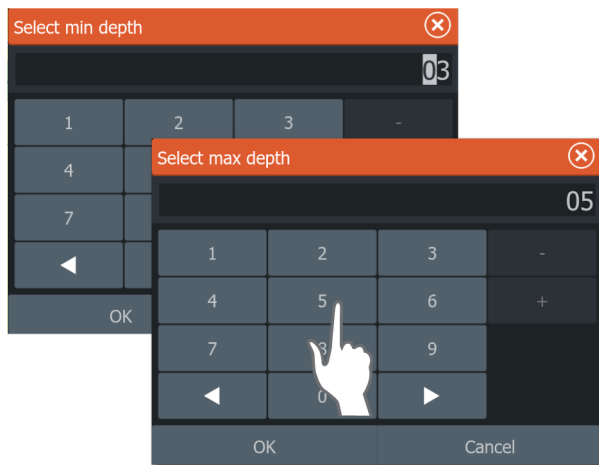 Select min depth
03
1 2 3 -
4
7
OK
Select max depth
05
1 2 3 -
4 5 6 +
7 8 9
0
OK Cancel